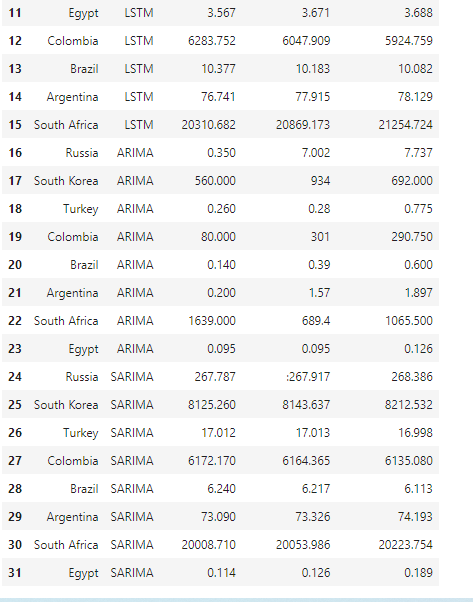 11 Egypt LSTM 3.567 3.671 3.688
12 Colombia LSTM 6283.752 6047.909 5924.759
13 Brazil LSTM 10.377 10.183 10.082
14 Argentina LSTM 76.741 77.915 78.129
15 South Africa LSTM 20310.682 20869.173 21254.724
16 Russia ARIMA 0.350 7.002 7.737
17 South Korea ARIMA 560.000 934 692.000
18 Turkey ARIMA 0.260 0.28 0.775
19 Colombia ARIMA 80.000 301 290.750
20 Brazil ARIMA 0.140 0.39 0.600
21 Argentina ARIMA 0.200 1.57 1.897
22 South Africa ARIMA 1639.000 689.4 1065.500
23 Egypt ARIMA 0.095 0.095 0.126
24 Russia SARIMA 267.787 :267.917 268.386
25 South Korea SARIMA 8125.260 8143.637 8212.532
26 Turkey SARIMA 17.012 17.013 16.998
27 Colombia SARIMA 6172.170 6164.365 6135.080
28 Brazil SARIMA 6.240 6.217 6.113
29 Argentina SARIMA 73.090 73.326 74.193
30 South Africa SARIMA 20008.710 20053.986 20223.754
31 Egypt SARIMA 0.114 0.126 0.189